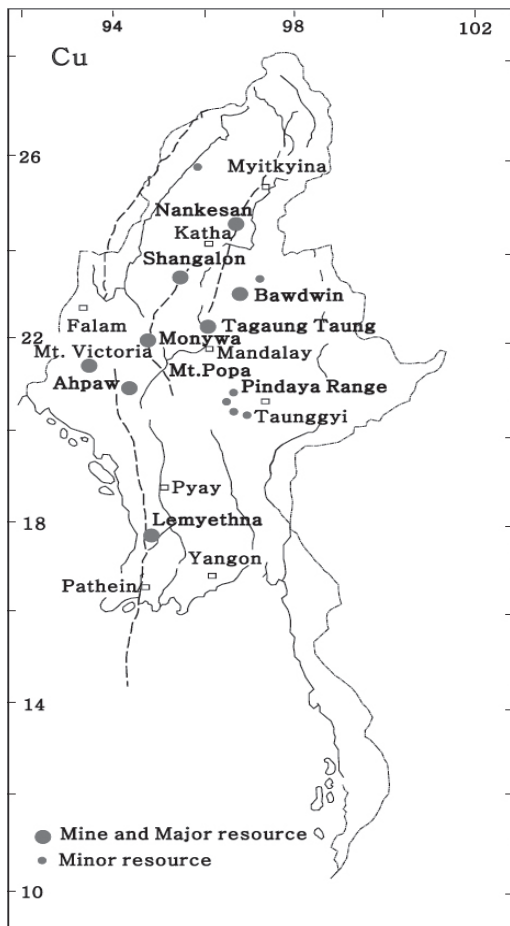 94 98 102
Cu
26
Myitkyina
Nankesan
Katha
Shangalon
Bawdwin
Falam
Tagaung Taung
22
Monywa
Mt. Victoria
Mandalay
Mt.Popa
Ahpaw
Pindaya Range
Taunggyi
Pyay
18
Lemyethna
Yangon
Pathein
14
Mine and Major resource
Minor resource
10